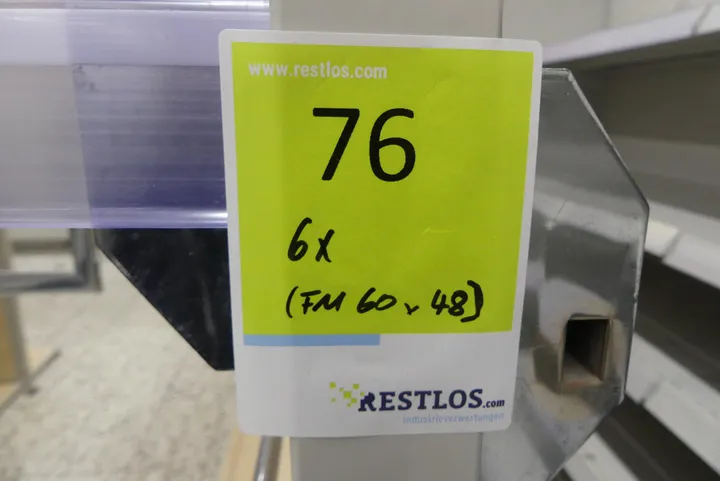 www.restlos.com
76
6x
(FM 60 x 48)
RESTLOS.com
industrieverwertungen